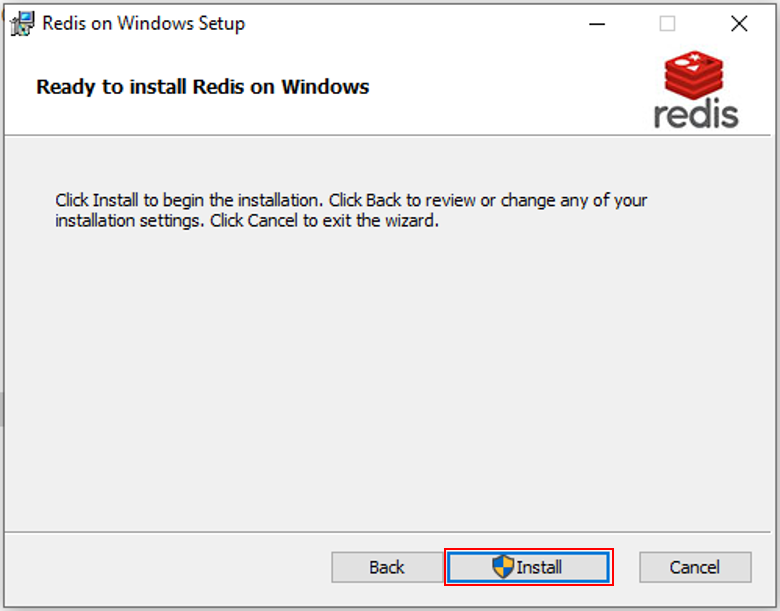 Redis on Windows Setup
Ready to install Redis on Windows
redis
Click Install to begin the installation. Click Back to review or change any of your
installation settings. Click Cancel to exit the wizard.
Back
Install
Cancel